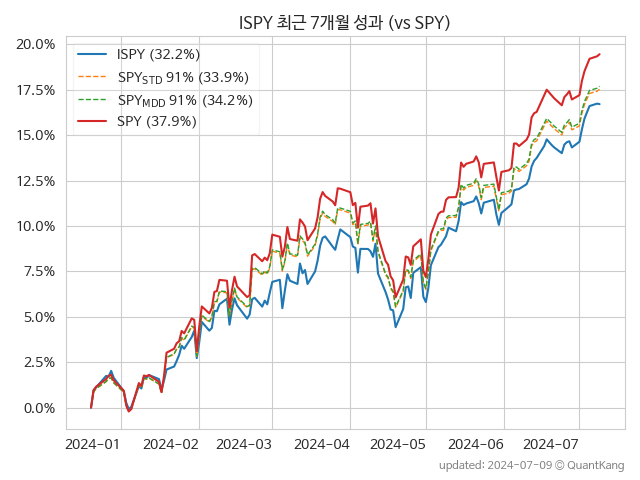 ISPY 최근 7개월 성과 (vs SPY)
ISPY (32.2%)
SPY_STD 91% (33.9%)
SPY_MDD 91% (34.2%)
SPY (37.9%)
20.0%
17.5%
15.0%
12.5%
10.0%
7.5%
5.0%
2.5%
0.0%
2024-01 2024-02 2024-03 2024-04 2024-05 2024-06 2024-07
updated: 2024-07-09 @ QuantKang